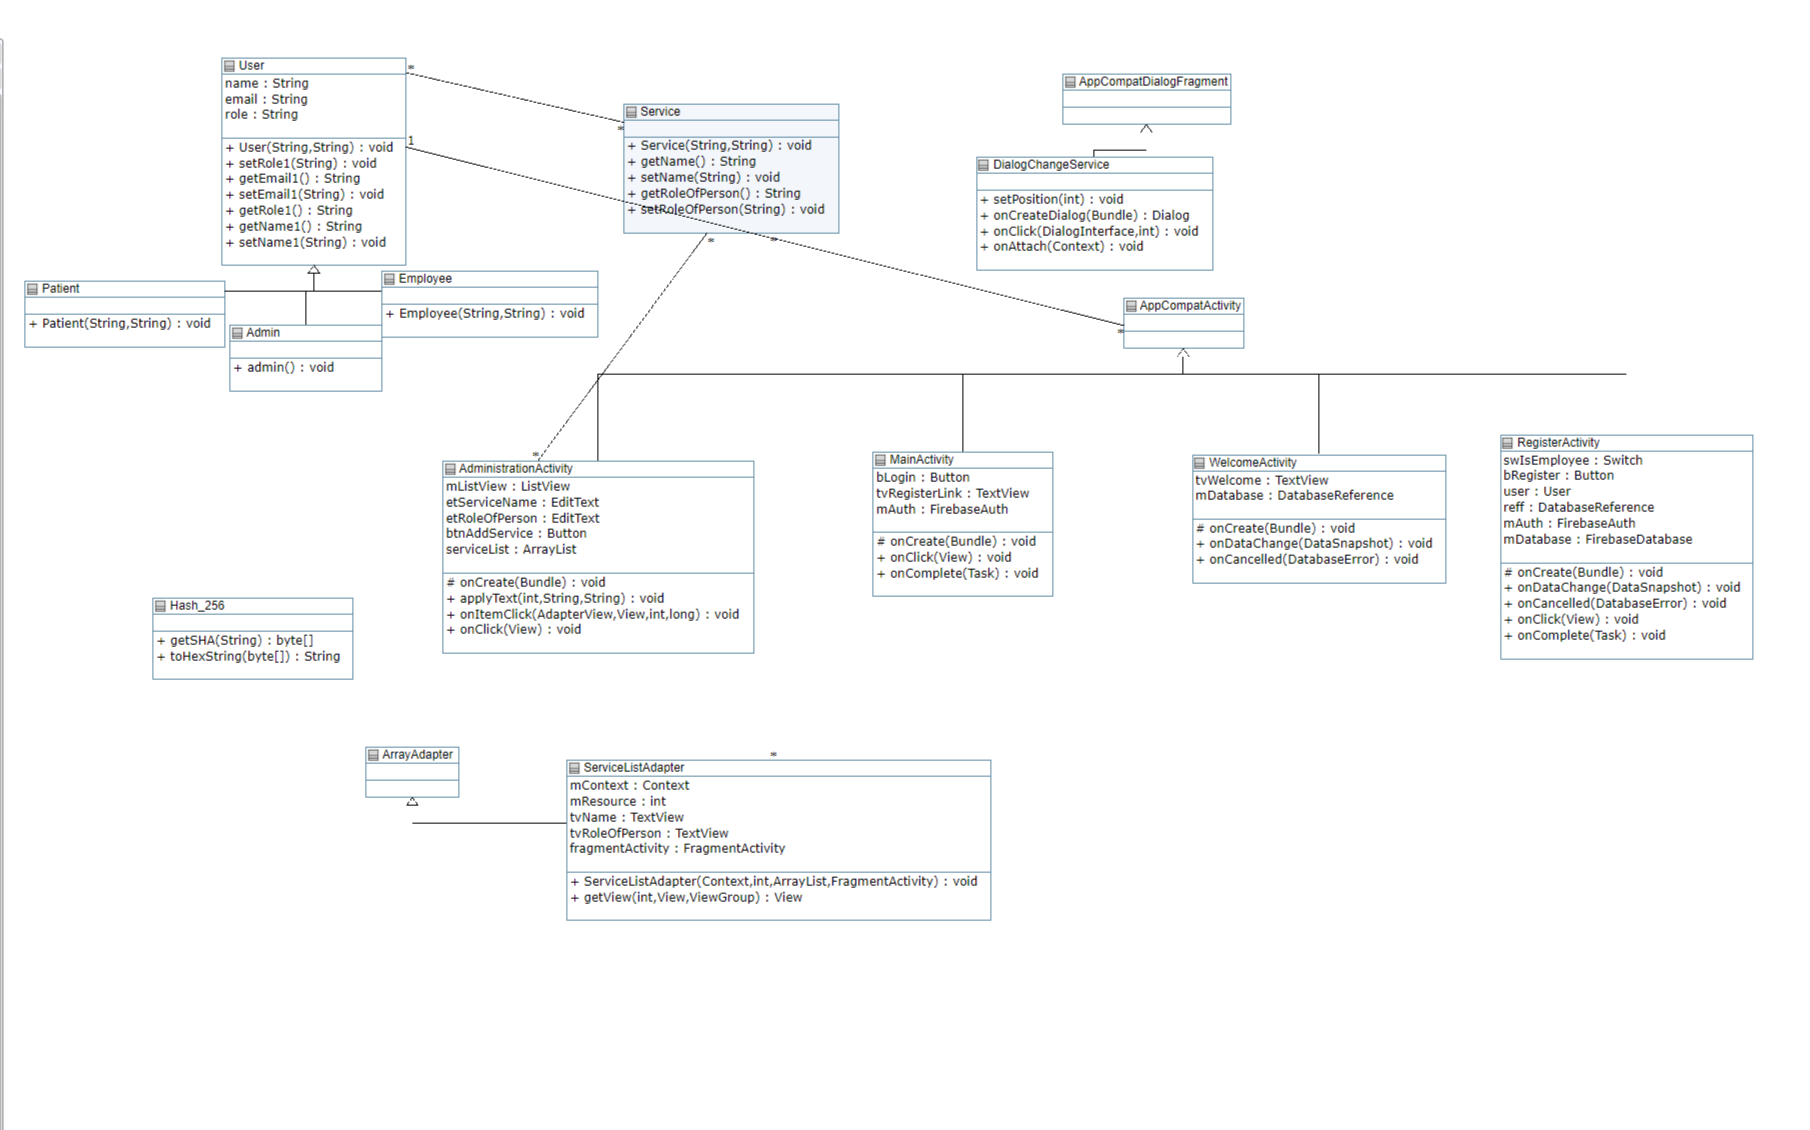 User
name : String
email : String
role : String
+ User(String,String) : void
+ setRole1(String) : void
+ getEmail1() : String
+ setEmail1(String) : void
+ getRole1() : String
+ getName1() : String
+ setName1(String) : void
*
*
1
Service
+ Service(String,String) : void
+ getName() : String
+ setName(String) : void
+ getRoleOfPerson() : String
+ setRoleOfPerson(String) : void
*
*
AppCompatDialogFragment
DialogChangeService
+ setPosition(int) : void
+ onCreateDialog(Bundle) : Dialog
+ onClick(DialogInterface,int) : void
+ onAttach(Context) : void
Patient
+ Patient(String,String) : void
Admin
+ admin() : void
Employee
+ Employee(String,String) : void
AppCompatActivity
*
*
AdministrationActivity
mListView : ListView
etServiceName : EditText
etRoleOfPerson : EditText
btnAddService : Button
serviceList : ArrayList
# onCreate(Bundle) : void
+ applyText(int,String,String) : void
+ onItemClick(AdapterView,View,int,long) : void
+ onClick(View) : void
MainActivity
bLogin : Button
tvRegisterLink : TextView
mAuth : FirebaseAuth
# onCreate(Bundle) : void
+ onClick(View) : void
+ onComplete(Task) : void
WelcomeActivity
tvWelcome : TextView
mDatabase : DatabaseReference
# onCreate(Bundle) : void
+ onDataChange(DataSnapshot) : void
+ onCancelled(DatabaseError) : void
RegisterActivity
swIsEmployee : Switch
bRegister : Button
user : User
reff : DatabaseReference
mAuth : FirebaseAuth
mDatabase : FirebaseDatabase
# onCreate(Bundle) : void
+ onDataChange(DataSnapshot) : void
+ onCancelled(DatabaseError) : void
+ onClick(View) : void
+ onComplete(Task) : void
Hash_256
+ getSHA(String) : byte[]
+ toHexString(byte[]) : String
ArrayAdapter
*
ServiceListAdapter
mContext : Context
mResource : int
tvName : TextView
tvRoleOfPerson : TextView
fragmentActivity : FragmentActivity
+ ServiceListAdapter(Context,int,ArrayList,FragmentActivity) : void
+ getView(int,View,ViewGroup) : View